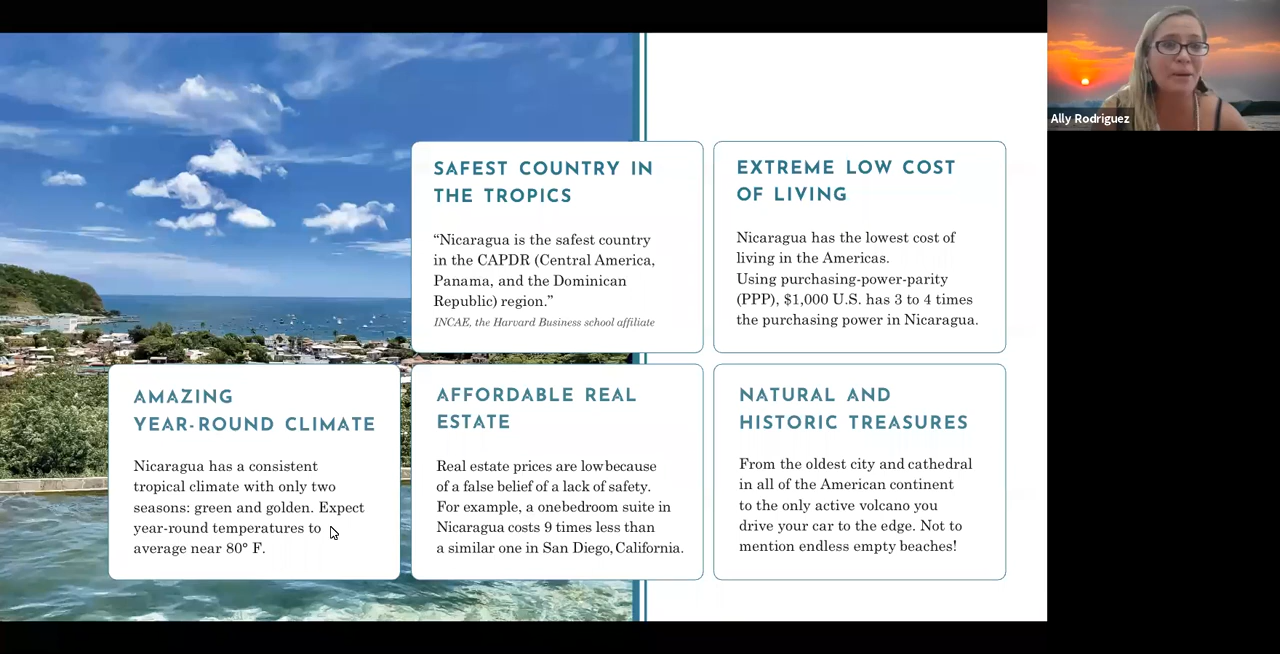 SAFEST COUNTRY IN
THE TROPICS
“Nicaragua is the safest country
in the CAPDR (Central America,
Panama, and the Dominican
Republic) region.”
INCAE, the Harvard Business school affiliate
EXTREME LOW COST
OF LIVING
Nicaragua has the lowest cost of
living in the Americas.
Using purchasing-power-parity
(PPP), $1,000 U.S. has 3 to 4 times
the purchasing power in Nicaragua.
AMAZING
YEAR-ROUND CLIMATE
Nicaragua has a consistent
tropical climate with only two
seasons: green and golden. Expect
year-round temperatures to
average near 80° F.
AFFORDABLE REAL
ESTATE
Real estate prices are low because
of a false belief of a lack of safety.
For example, a one bedroom suite in
Nicaragua costs 9 times less than
a similar one in San Diego, California.
NATURAL AND
HISTORIC TREASURES
From the oldest city and cathedral
in all of the American continent
to the only active volcano you
drive your car to the edge. Not to
mention endless empty beaches!
Ally Rodriguez